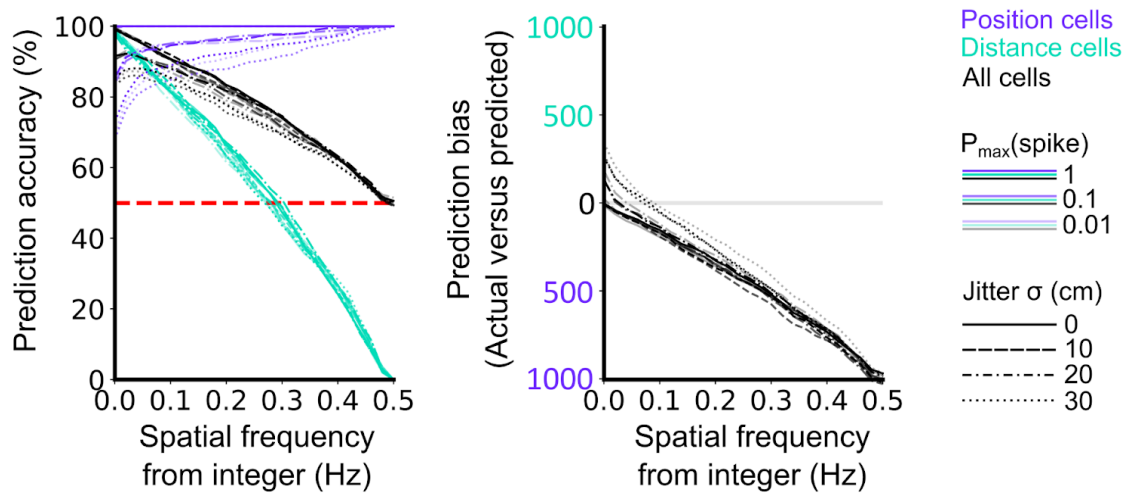 Prediction accuracy (%)
100
80
60
40
20
0
0.0 0.1 0.2 0.3 0.4 0.5
Spatial frequency
from integer (Hz)
Prediction bias
(Actual versus predicted)
1000
500
0
500
1000
0.0 0.1 0.2 0.3 0.4 0.5
Spatial frequency
from integer (Hz)
Position cells
Distance cells
All cells
Pmax(spike)
1
0.1
0.01
Jitter σ (cm)
0
10
20
30